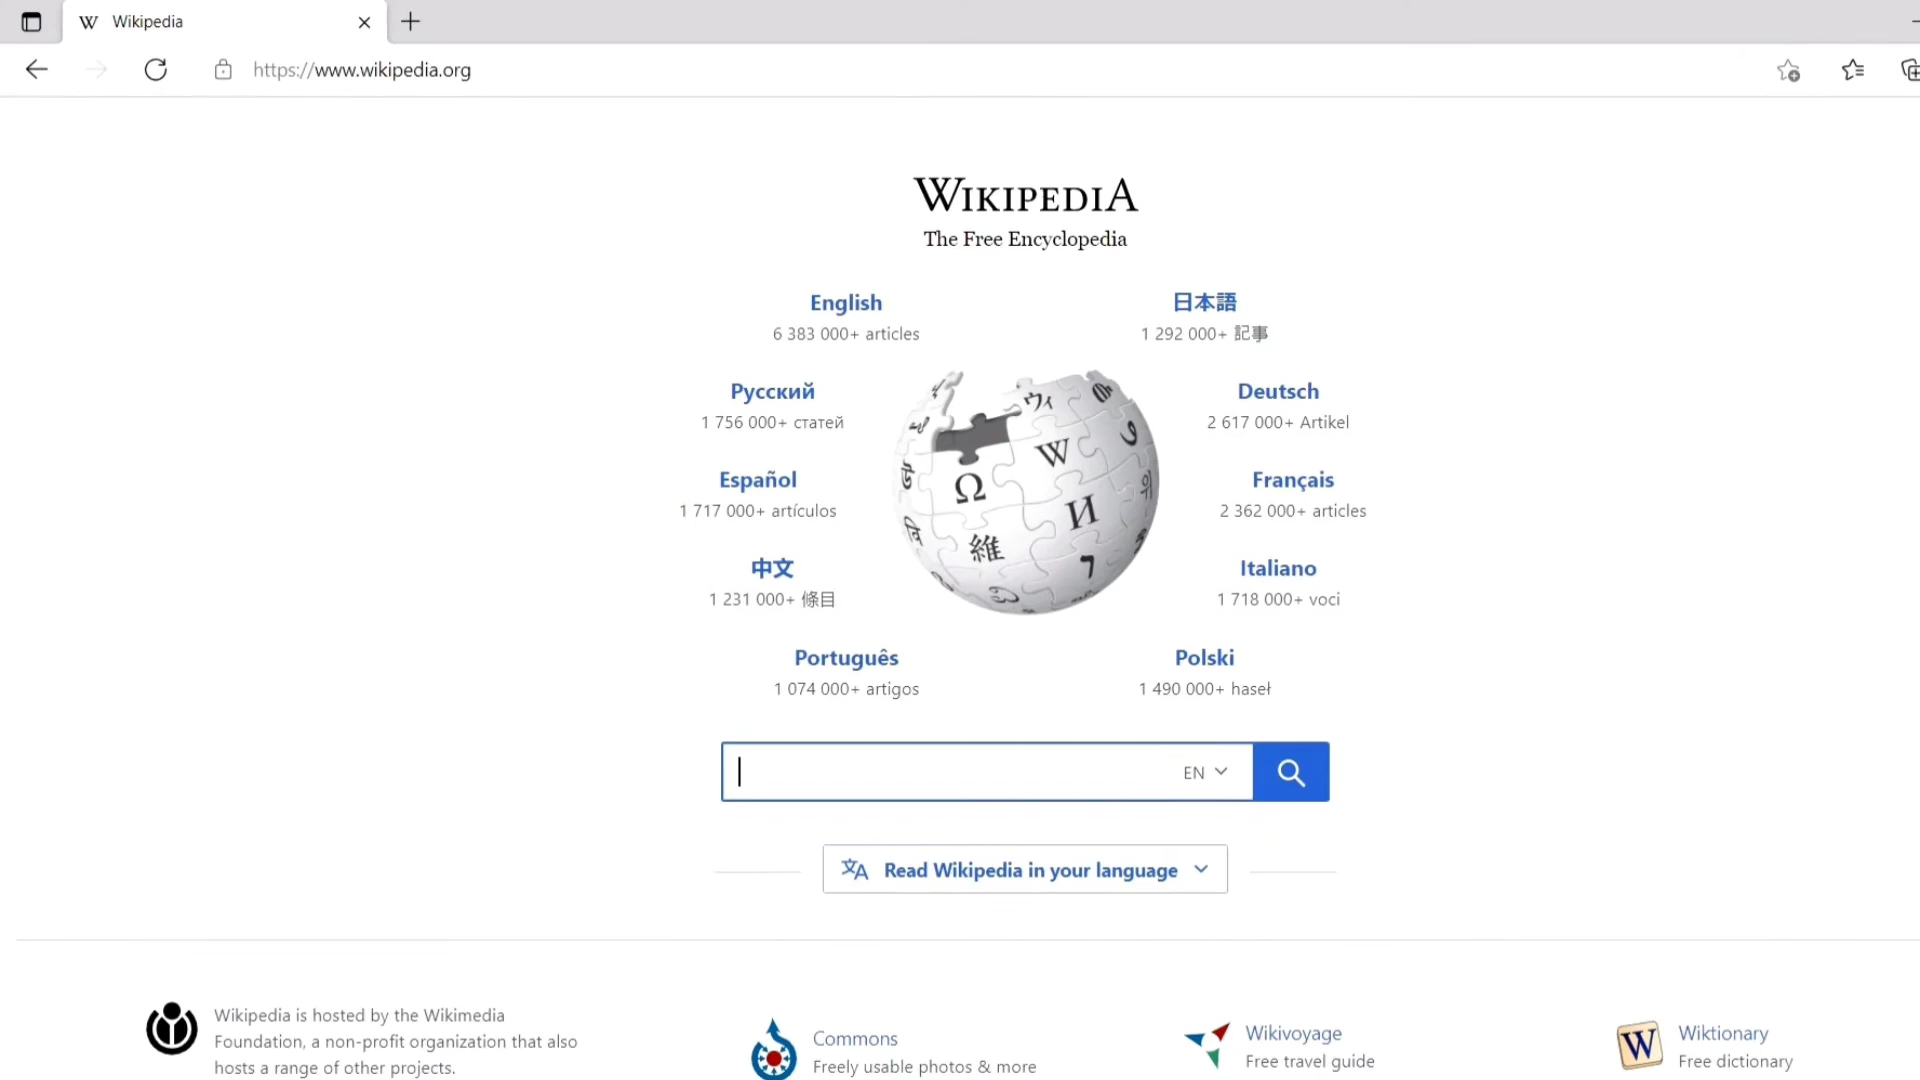 Wikipedia
https://www.wikipedia.org
WIKIPEDIA
The Free Encyclopedia
English
6 383 000+ articles
日本語
1 292 000+ 記事
Русский
1 756 000+ статей
Deutsch
2 617 000+ Artikel
Español
1 717 000+ artículos
Français
2 362 000+ articles
中文
1 231 000+ 條目
Italiano
1 718 000+ voci
Português
1 074 000+ artigos
Polski
1 490 000+ haseł
ウィ
W
Ω
И
維
EN
Read Wikipedia in your language
Wikipedia is hosted by the Wikimedia
Foundation, a non-profit organization that also
hosts a range of other projects.
Commons
Freely usable photos & more
Wikivoyage
Free travel guide
W
Wiktionary
Free dictionary